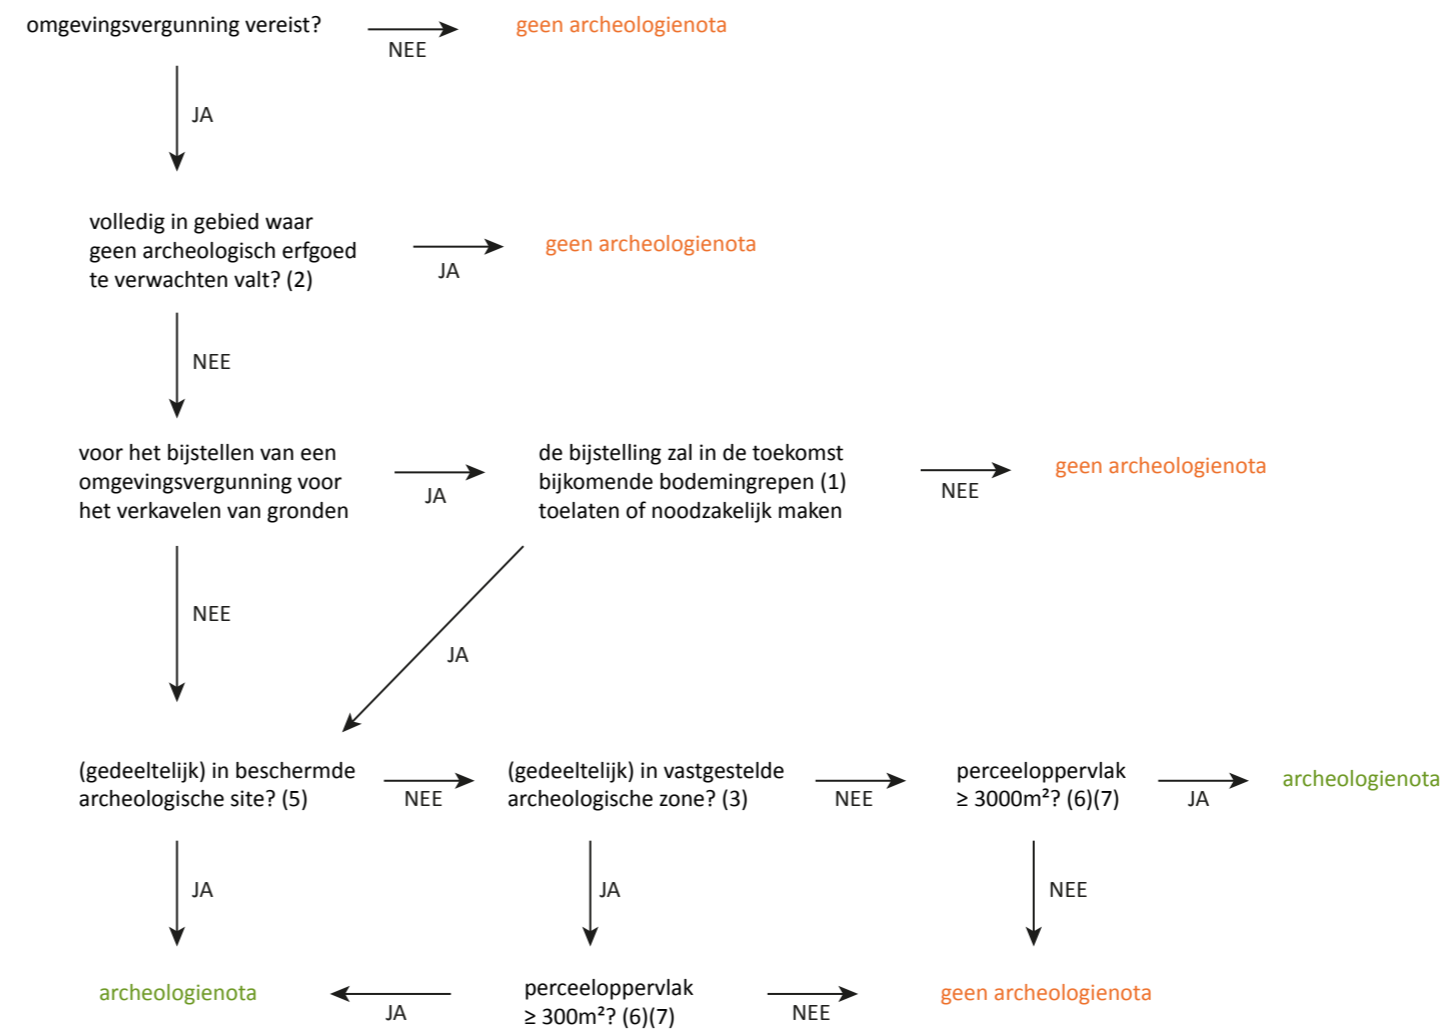 omgevingsvergunning vereist?
NEE
geen archeologienota
JA
volledig in gebied waar
geen archeologisch erfgoed
te verwachten valt? (2)
JA
geen archeologienota
NEE
voor het bijstellen van een
omgevingsvergunning voor
het verkavelen van gronden
JA
de bijstelling zal in de toekomst
bijkomende bodemingrepen (1)
toelaten of noodzakelijk maken
NEE
geen archeologienota
NEE
JA
(gedeeltelijk) in beschermde
archeologische site? (5)
NEE
(gedeeltelijk) in vastgestelde
archeologische zone? (3)
NEE
perceeloppervlak
≥ 3000m²? (6)(7)
JA
archeologienota
JA
JA
NEE
archeologienota
JA
perceeloppervlak
≥ 300m²? (6)(7)
NEE
geen archeologienota